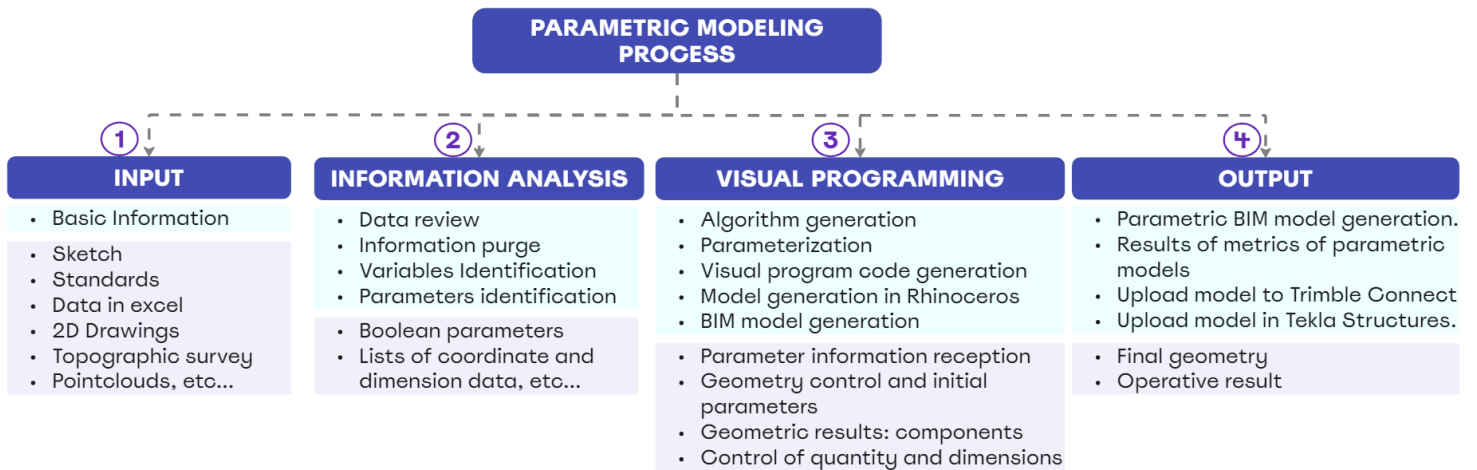 PARAMETRIC MODELING
PROCESS
1
INPUT
• Basic Information
• Sketch
• Standards
• Data in excel
• 2D Drawings
• Topographic survey
• Pointclouds, etc...
2
INFORMATION ANALYSIS
• Data review
• Information purge
• Variables Identification
• Parameters identification
• Boolean parameters
• Lists of coordinate and
dimension data, etc...
3
VISUAL PROGRAMMING
• Algorithm generation
• Parameterization
• Visual program code generation
• Model generation in Rhinoceros
• BIM model generation
• Parameter information reception
• Geometry control and initial
parameters
• Geometric results: components
• Control of quantity and dimensions
4
OUTPUT
• Parametric BIM model generation.
• Results of metrics of parametric
models
• Upload model to Trimble Connect
• Upload model in Tekla Structures.
• Final geometry
• Operative result